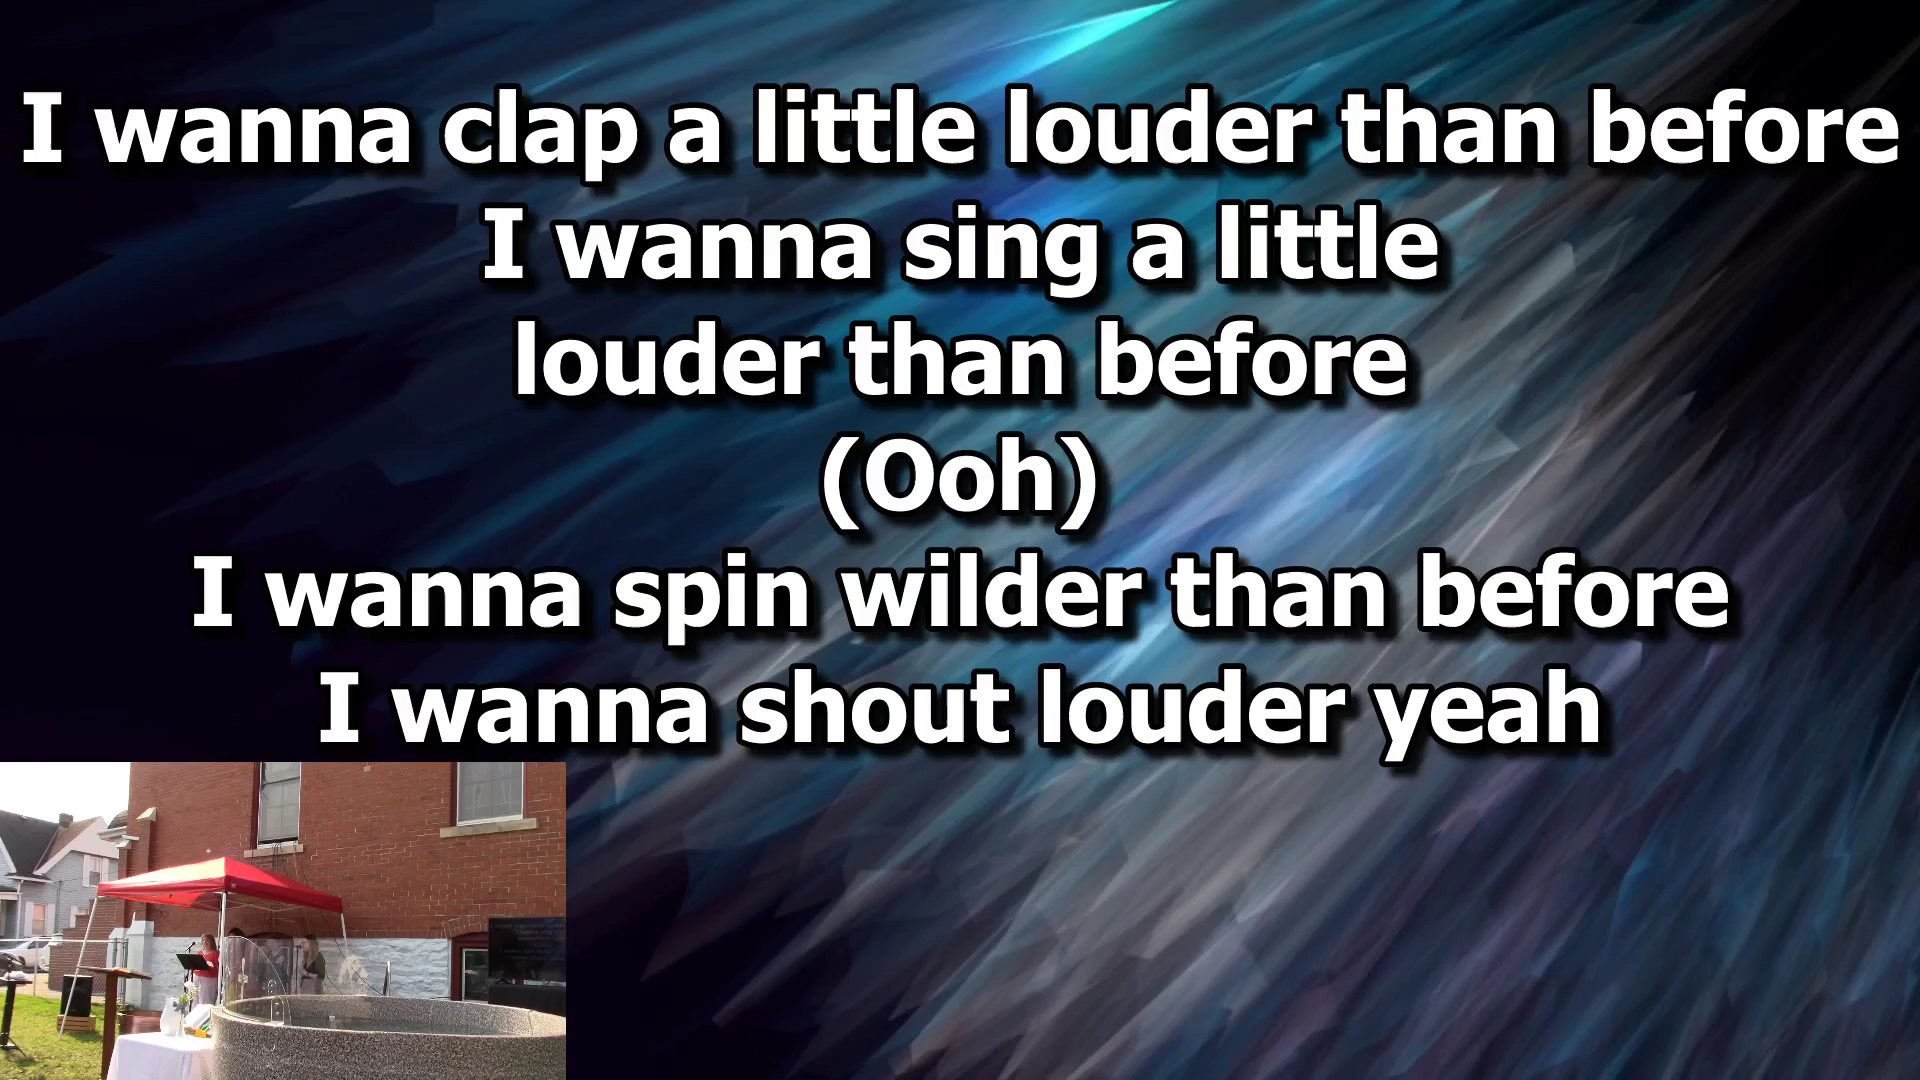 I wanna clap a little louder than before
I wanna sing a little
louder than before
(Ooh)
I wanna spin wilder than before
I wanna shout louder yeah